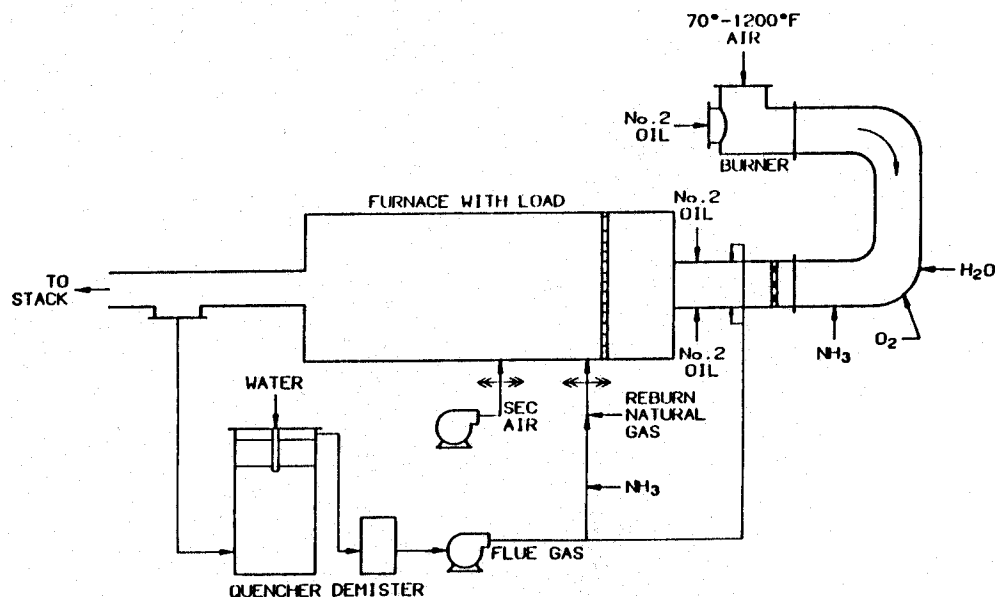 70°-1200°F
AIR
No.2
OIL
BURNER
FURNACE WITH LOAD
No.2
OIL
TO
STACK
H₂O
O₂
NH₃
No.2
OIL
WATER
SEC
AIR
REBURN
NATURAL
GAS
NH₃
FLUE GAS
QUENCHER DEMISTER